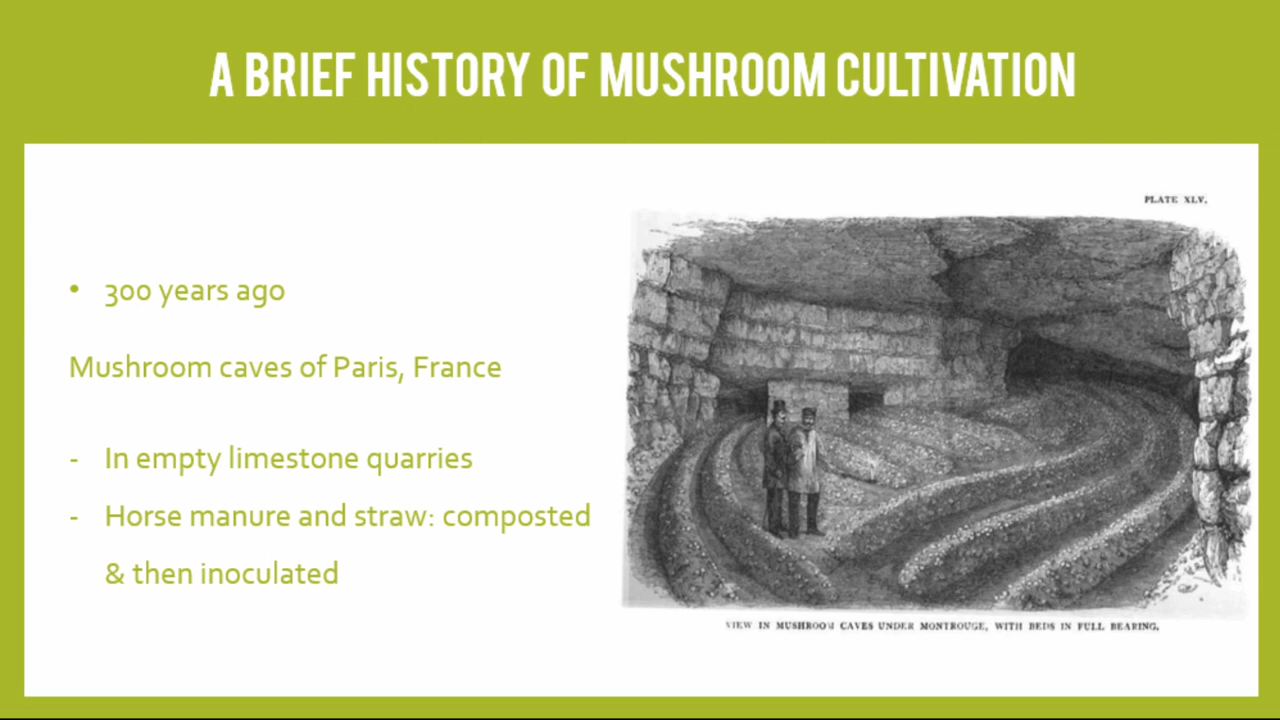 A BRIEF HISTORY OF MUSHROOM CULTIVATION
• 300 years ago
Mushroom caves of Paris, France
- In empty limestone quarries
- Horse manure and straw: composted
& then inoculated
PLATE XLV.
VIEW IN MUSHROOM CAVES UNDER MONTROUGE, WITH BEDS IN FULL BEARING.